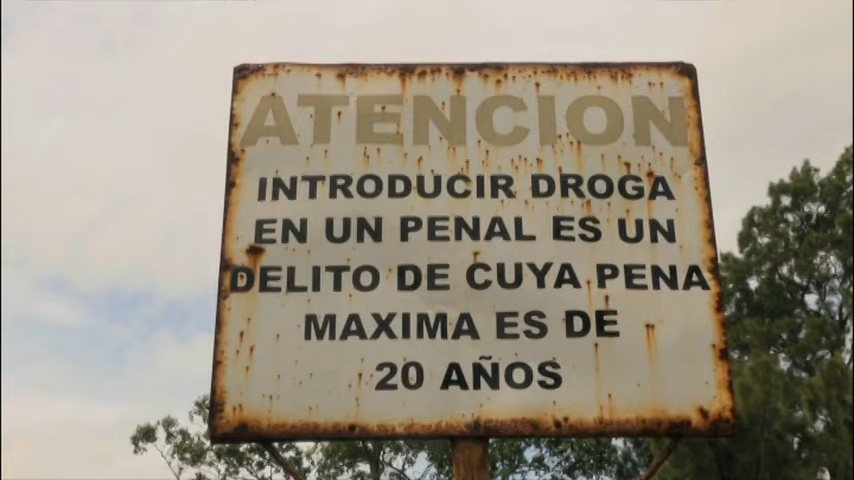 ATENCION
INTRODUCIR DROGA
EN UN PENAL ES UN
DELITO DE CUYA PENA
MAXIMA ES DE
20 AÑOS